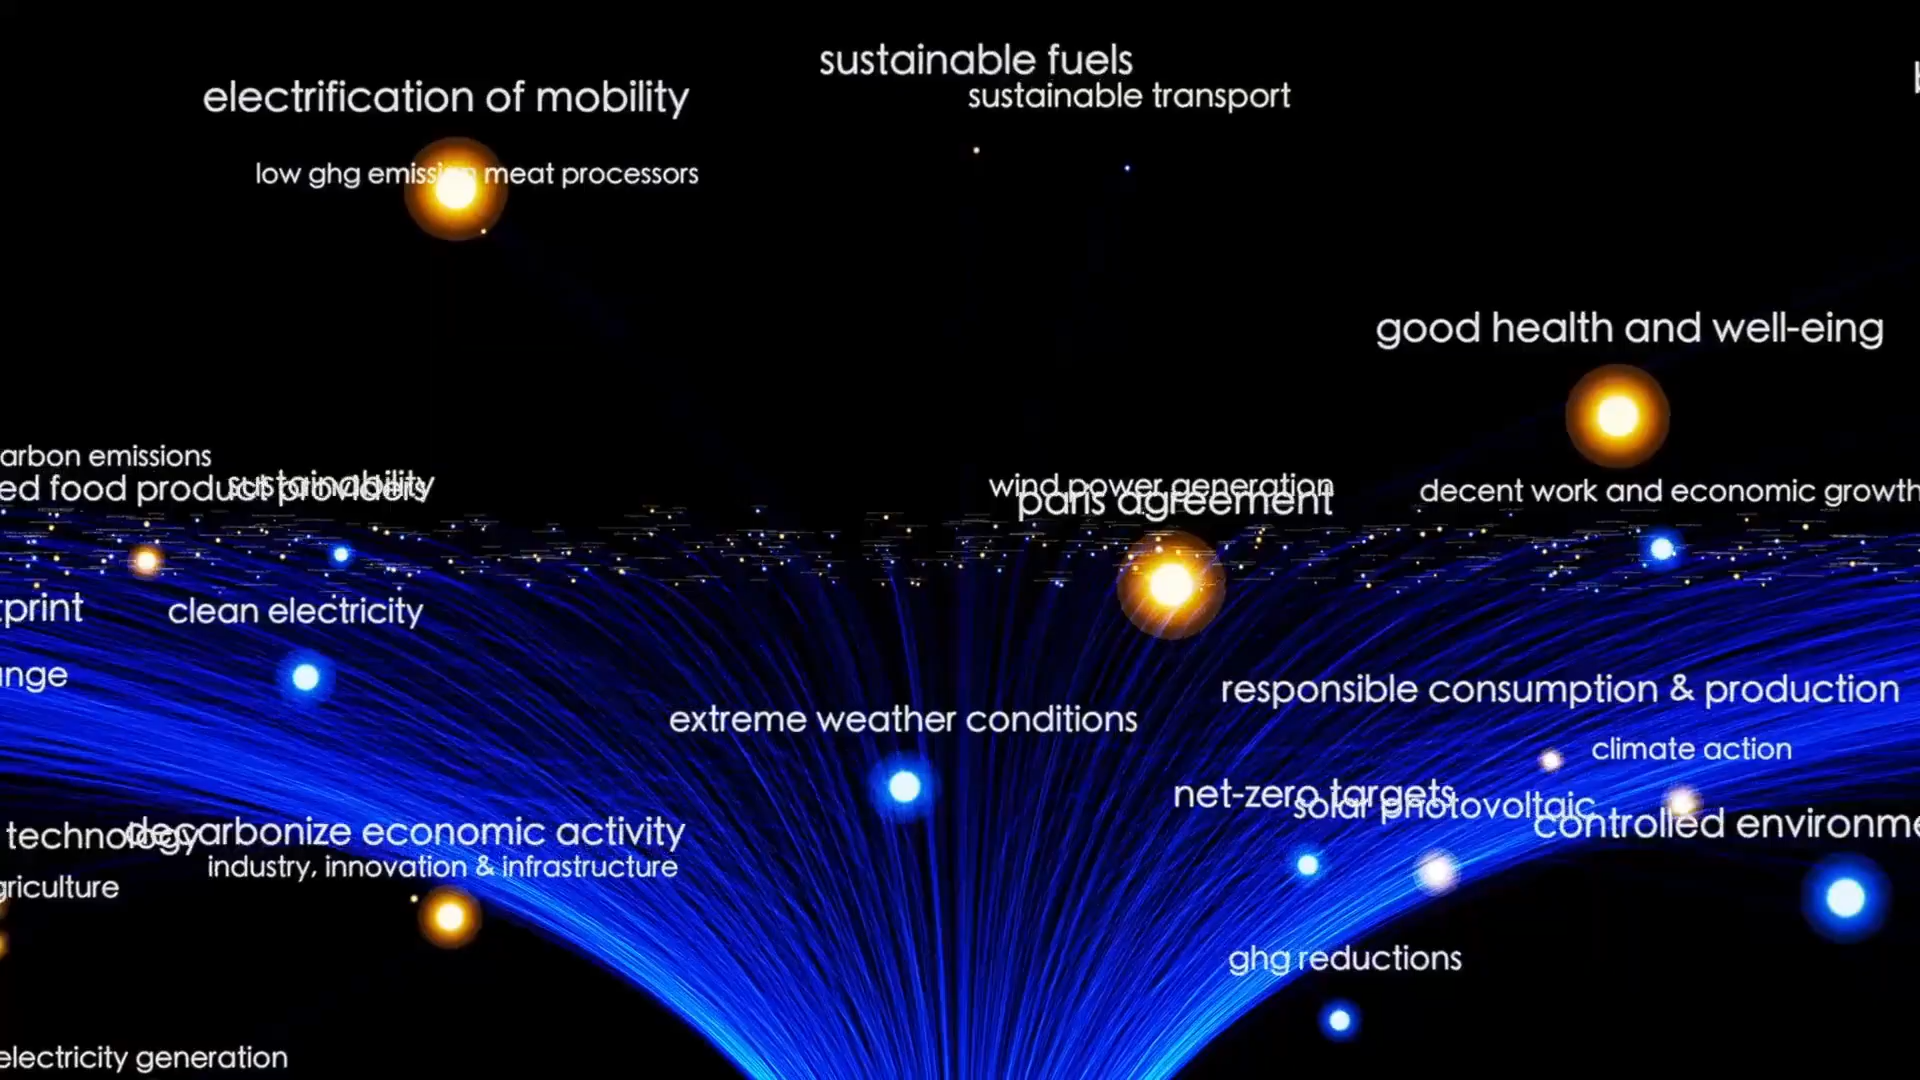 sustainable fuels
electrification of mobility
sustainable transport
low ghg emission meat processors
good health and well-eing
arbon emissions
sustainability
ed food product providers
wind power generation
paris agreement
decent work and economic growth
tprint
clean electricity
ange
responsible consumption & production
extreme weather conditions
climate action
net-zero targets
solar photovoltaic
controlled environme
technology
decarbonize economic activity
industry, innovation & infrastructure
griculture
ghg reductions
electricity generation